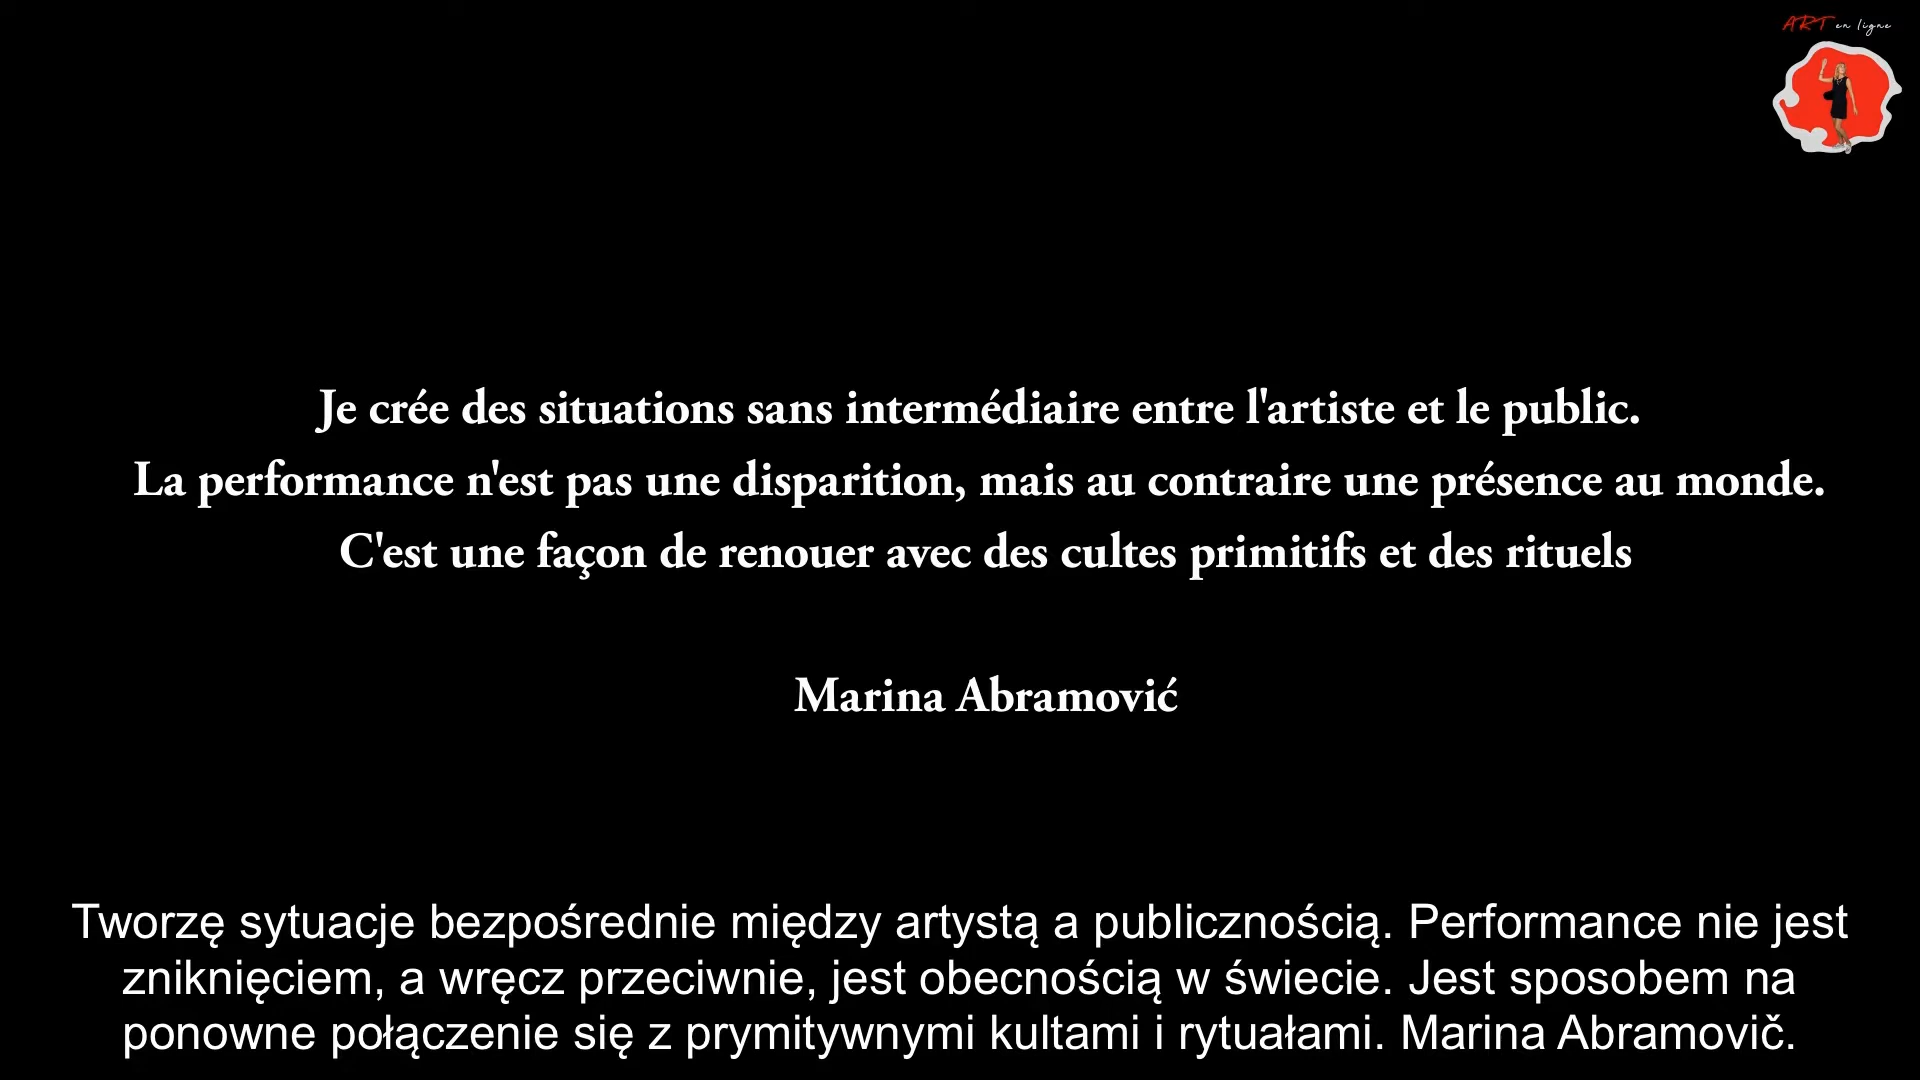 ART en ligne
Je crée des situations sans intermédiaire entre l'artiste et le public.
La performance n'est pas une disparition, mais au contraire une présence au monde.
C'est une façon de renouer avec des cultes primitifs et des rituels
Marina Abramović
Tworzę sytuacje bezpośrednie między artystą a publicznością. Performance nie jest
zniknięciem, a wręcz przeciwnie, jest obecnością w świecie. Jest sposobem na
ponowne połączenie się z prymitywnymi kultami i rytuałami. Marina Abramovič.